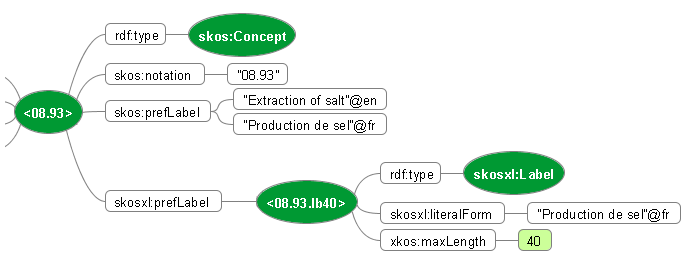 rdf:type
skos:Concept
skos:notation
"08.93"
<08.93>
skos:prefLabel
"Extraction of salt"@en
"Production de sel"@fr
skosxl:prefLabel
<08.93.lb40>
rdf:type
skosxl:Label
skosxl:literalForm
"Production de sel"@fr
xkos:maxLength
40